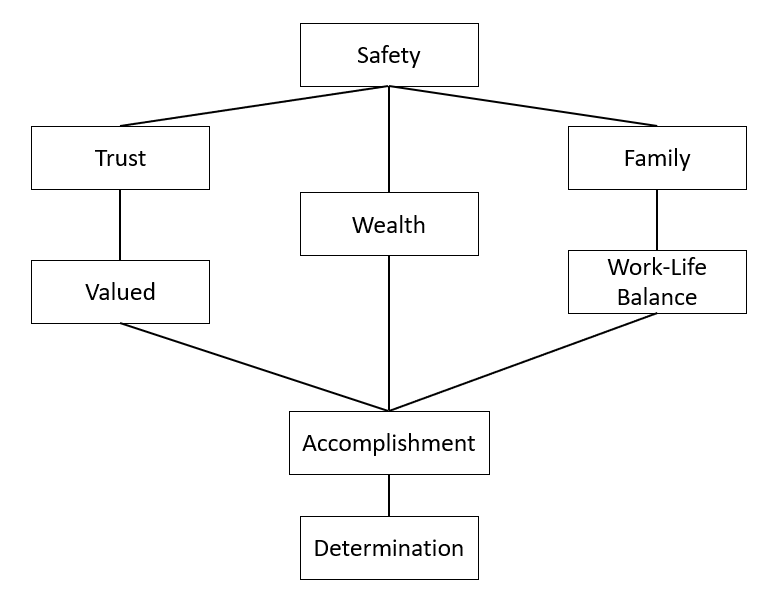 Safety
Trust
Family
Wealth
Valued
Work-Life
Balance
Accomplishment
Determination